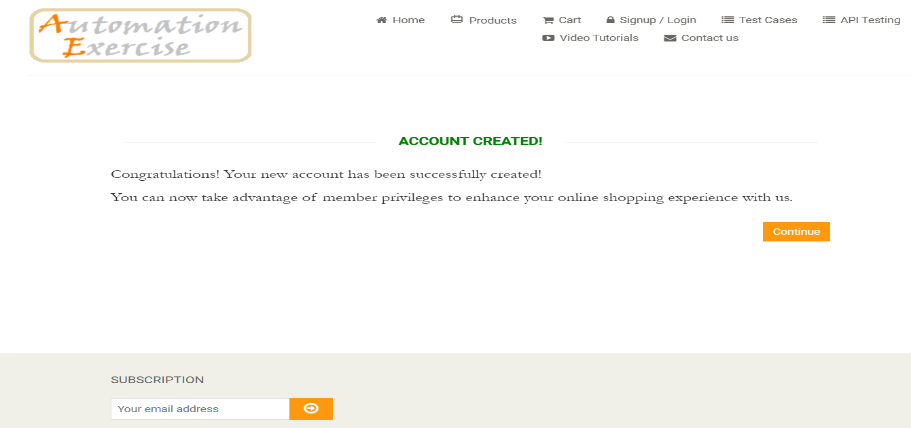 Automation
Exercise
Home Products Cart Signup / Login Test Cases API Testing
Video Tutorials Contact us
ACCOUNT CREATED!
Congratulations! Your new account has been successfully created!
You can now take advantage of member privileges to enhance your online shopping experience with us.
Continue
SUBSCRIPTION
Your email address